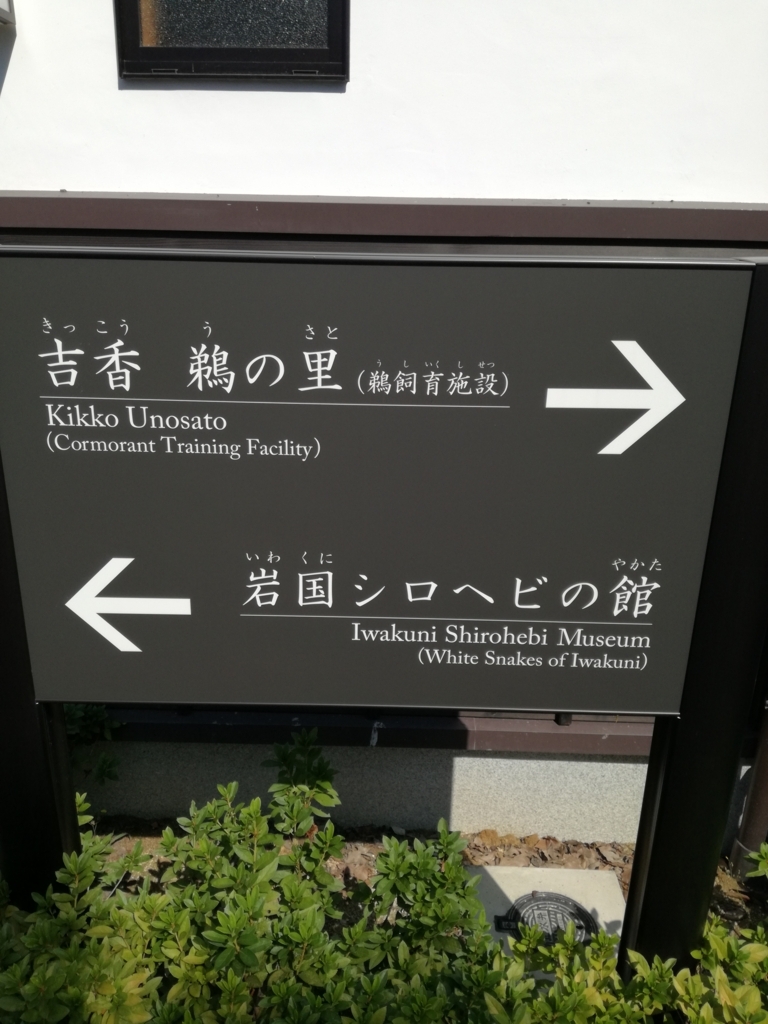 きっこう う さと
吉香 鵜の里(鵜飼育施設)
うしいくしせつ
Kikko Unosato
(Cormorant Training Facility)
いわくに やかた
岩国シロヘビの館
Iwakuni Shirohebi Museum
(White Snakes of Iwakuni)